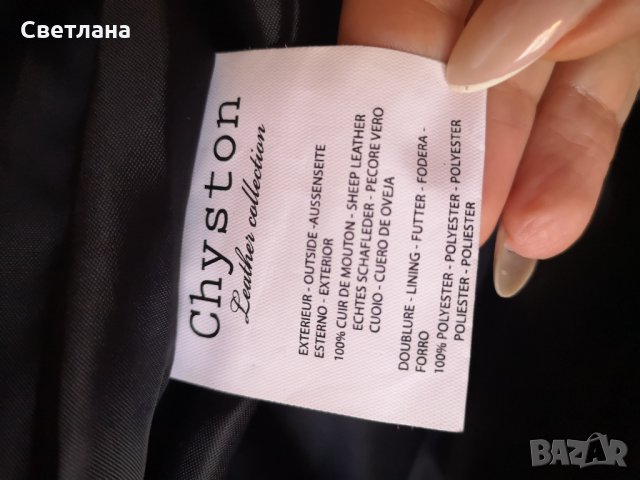 Светлана
Chyston
Leather collection
EXTERIEUR - OUTSIDE -AUSSENSEITE
ESTERNO - EXTERIOR
100% CUIR DE MOUTON - SHEEP LEATHER
ECHTES SCHAFLEDER - PECORE VERO
CUOIO - CUERO DE OVEJA
DOUBLURE - LINING - FUTTER - FODERA -
FORRO
100% POLYESTER - POLYESTER - POLYESTER
POLIESTER - POLIESTER
BAZAR